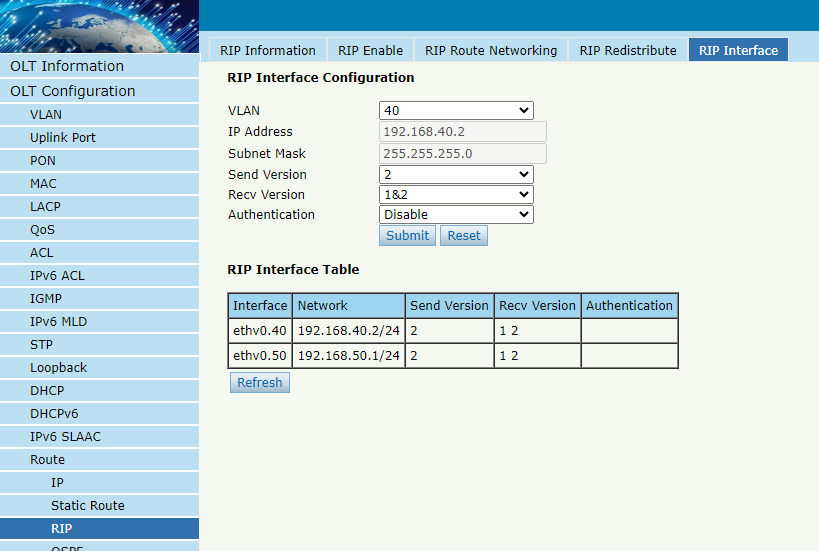 RIP Information RIP Enable RIP Route Networking RIP Redistribute RIP Interface
OLT Information
OLT Configuration
VLAN
Uplink Port
PON
MAC
LACP
QoS
ACL
IPv6 ACL
IGMP
IPv6 MLD
STP
Loopback
DHCP
DHCPv6
IPv6 SLAAC
Route
IP
Static Route
RIP
OSPF
RIP Interface Configuration
VLAN 40
IP Address 192.168.40.2
Subnet Mask 255.255.255.0
Send Version 2
Recv Version 1&2
Authentication Disable
Submit Reset
RIP Interface Table
Interface Network Send Version Recv Version Authentication
ethv0.40 192.168.40.2/24 2 1 2
ethv0.50 192.168.50.1/24 2 1 2
Refresh